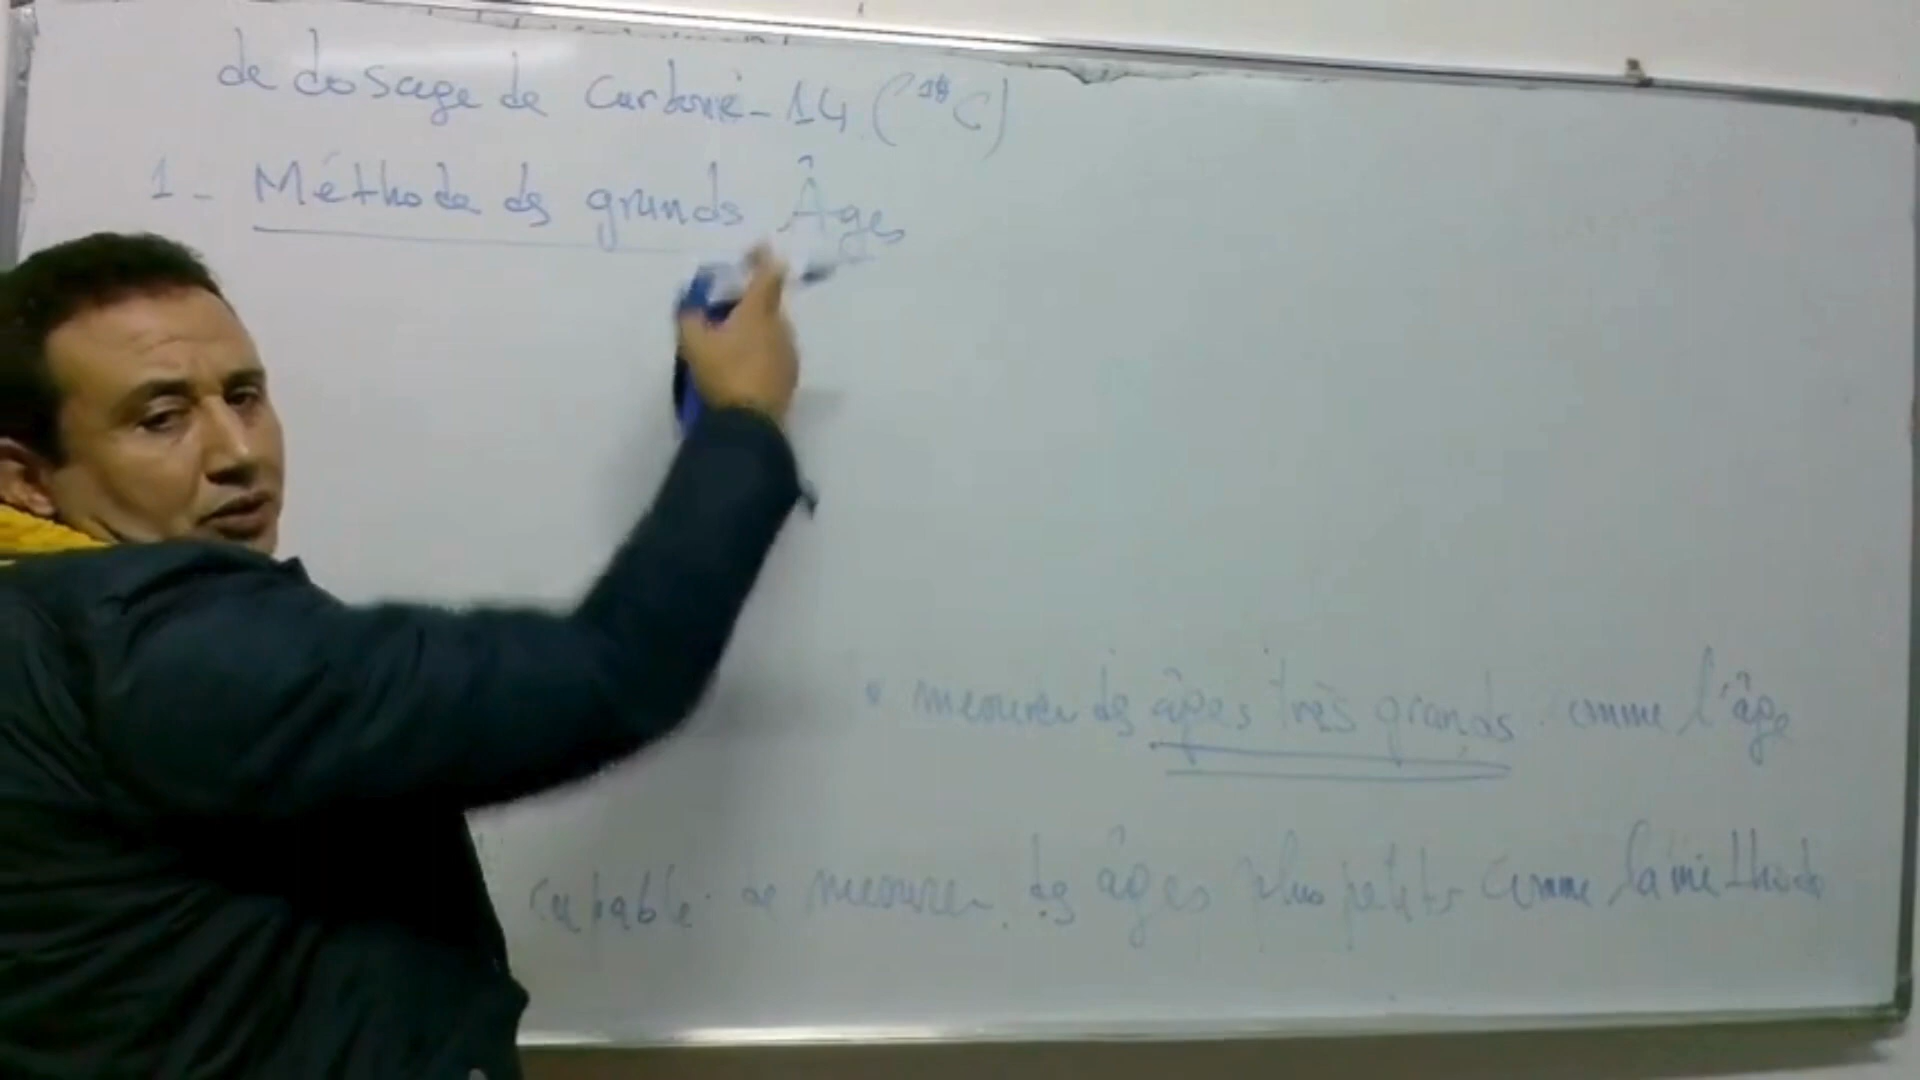 de dosage de carbone-14 (¹⁴C)
1 - Méthode des grands Âges
• mesurer des âges très grands comme l'âge
capable de mesurer des âges plus petits comme la méthode